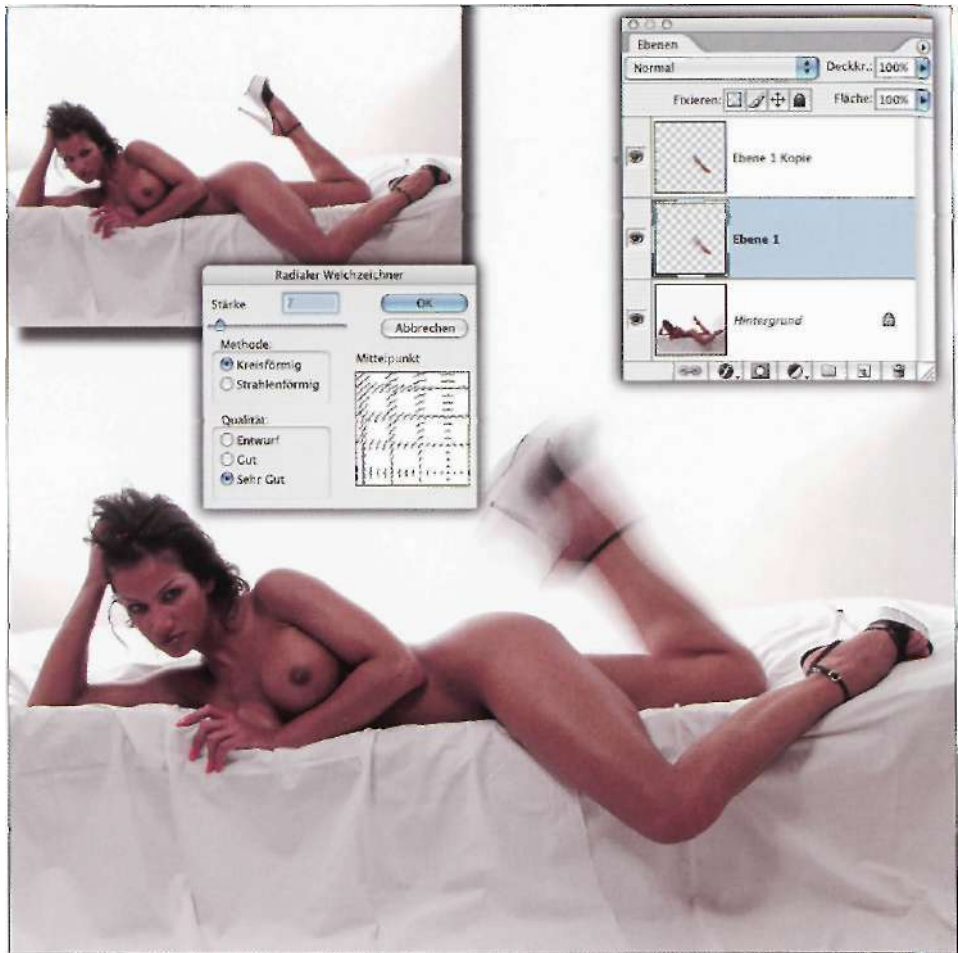 Ebenen
Normal
Deckkr.: 100%
Fixieren:
Fläche: 100%
Ebene 1 Kopie
Ebene 1
Hintergrund
Radialer Weichzeichner
Stärke 7
OK
Abbrechen
Methode:
Kreisförmig
Strahlenförmig
Mittelpunkt
Qualität:
Entwurf
Gut
Sehr Gut